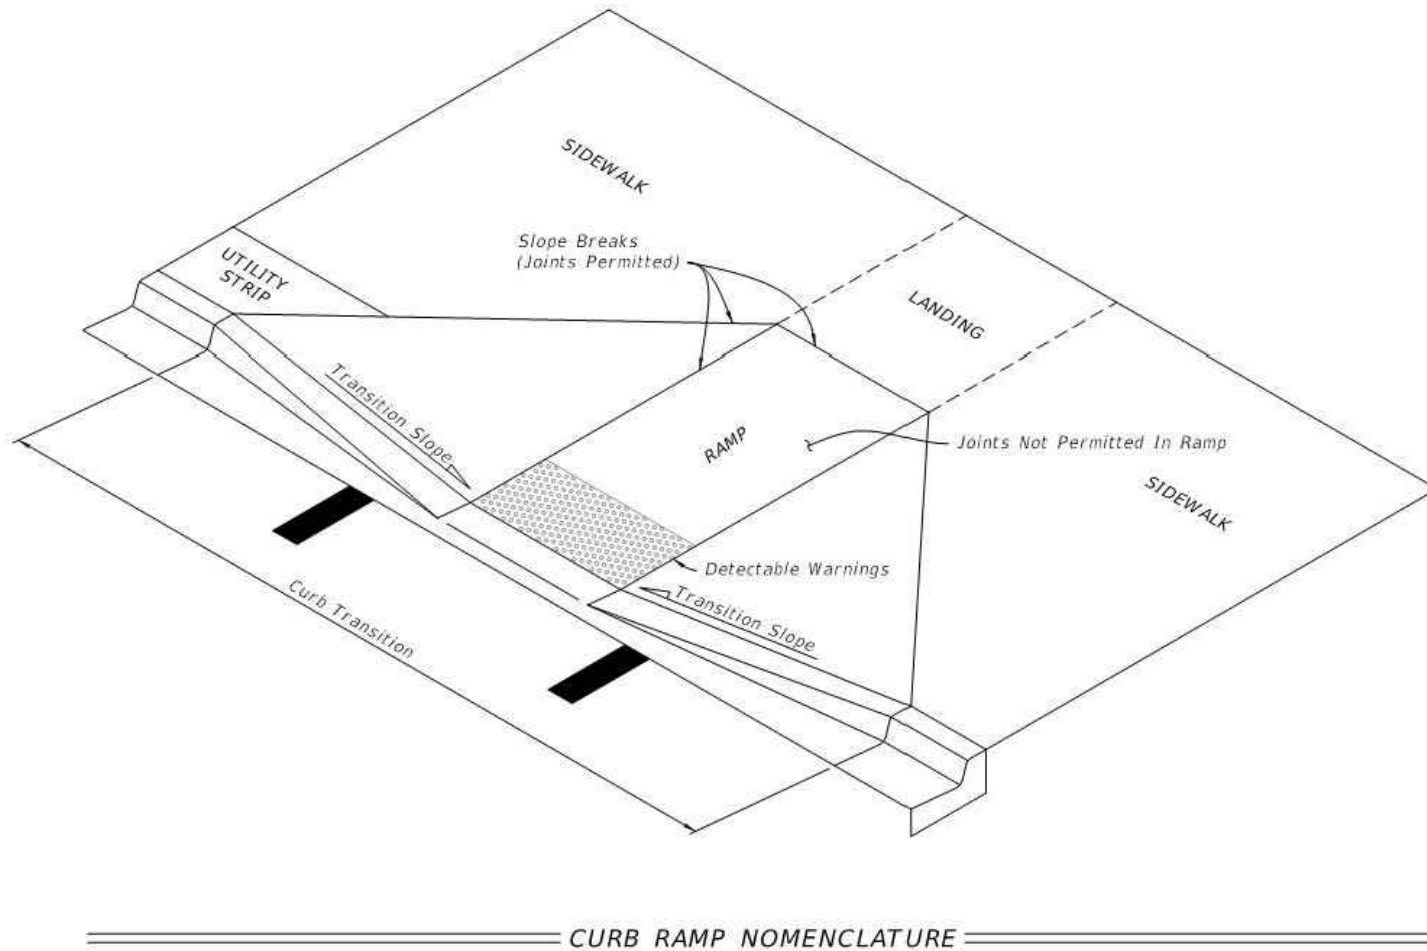 SIDEWALK
Slope Breaks
(Joints Permitted)
UTILITY
STRIP
LANDING
Transition Slope
RAMP
Joints Not Permitted In Ramp
SIDEWALK
Detectable Warnings
Transition Slope
Curb Transition
CURB RAMP NOMENCLATURE